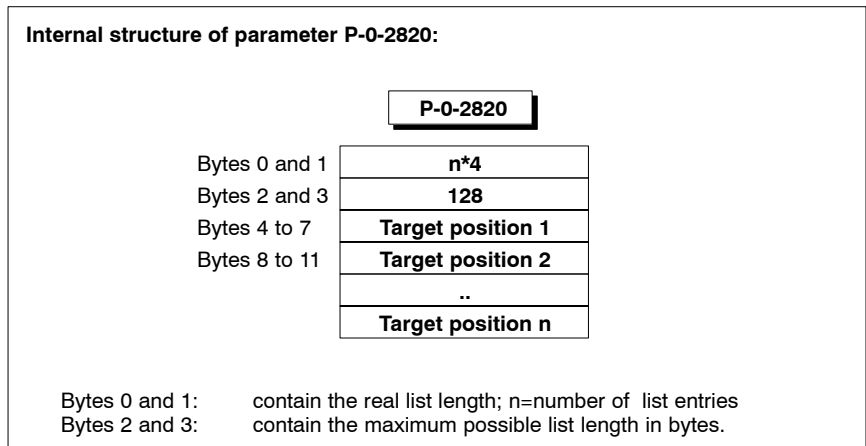 Internal structure of parameter P-0-2820:
P-0-2820
Bytes 0 and 1 n*4
Bytes 2 and 3 128
Bytes 4 to 7 Target position 1
Bytes 8 to 11 Target position 2
..
Target position n
Bytes 0 and 1: contain the real list length; n=number of list entries
Bytes 2 and 3: contain the maximum possible list length in bytes.